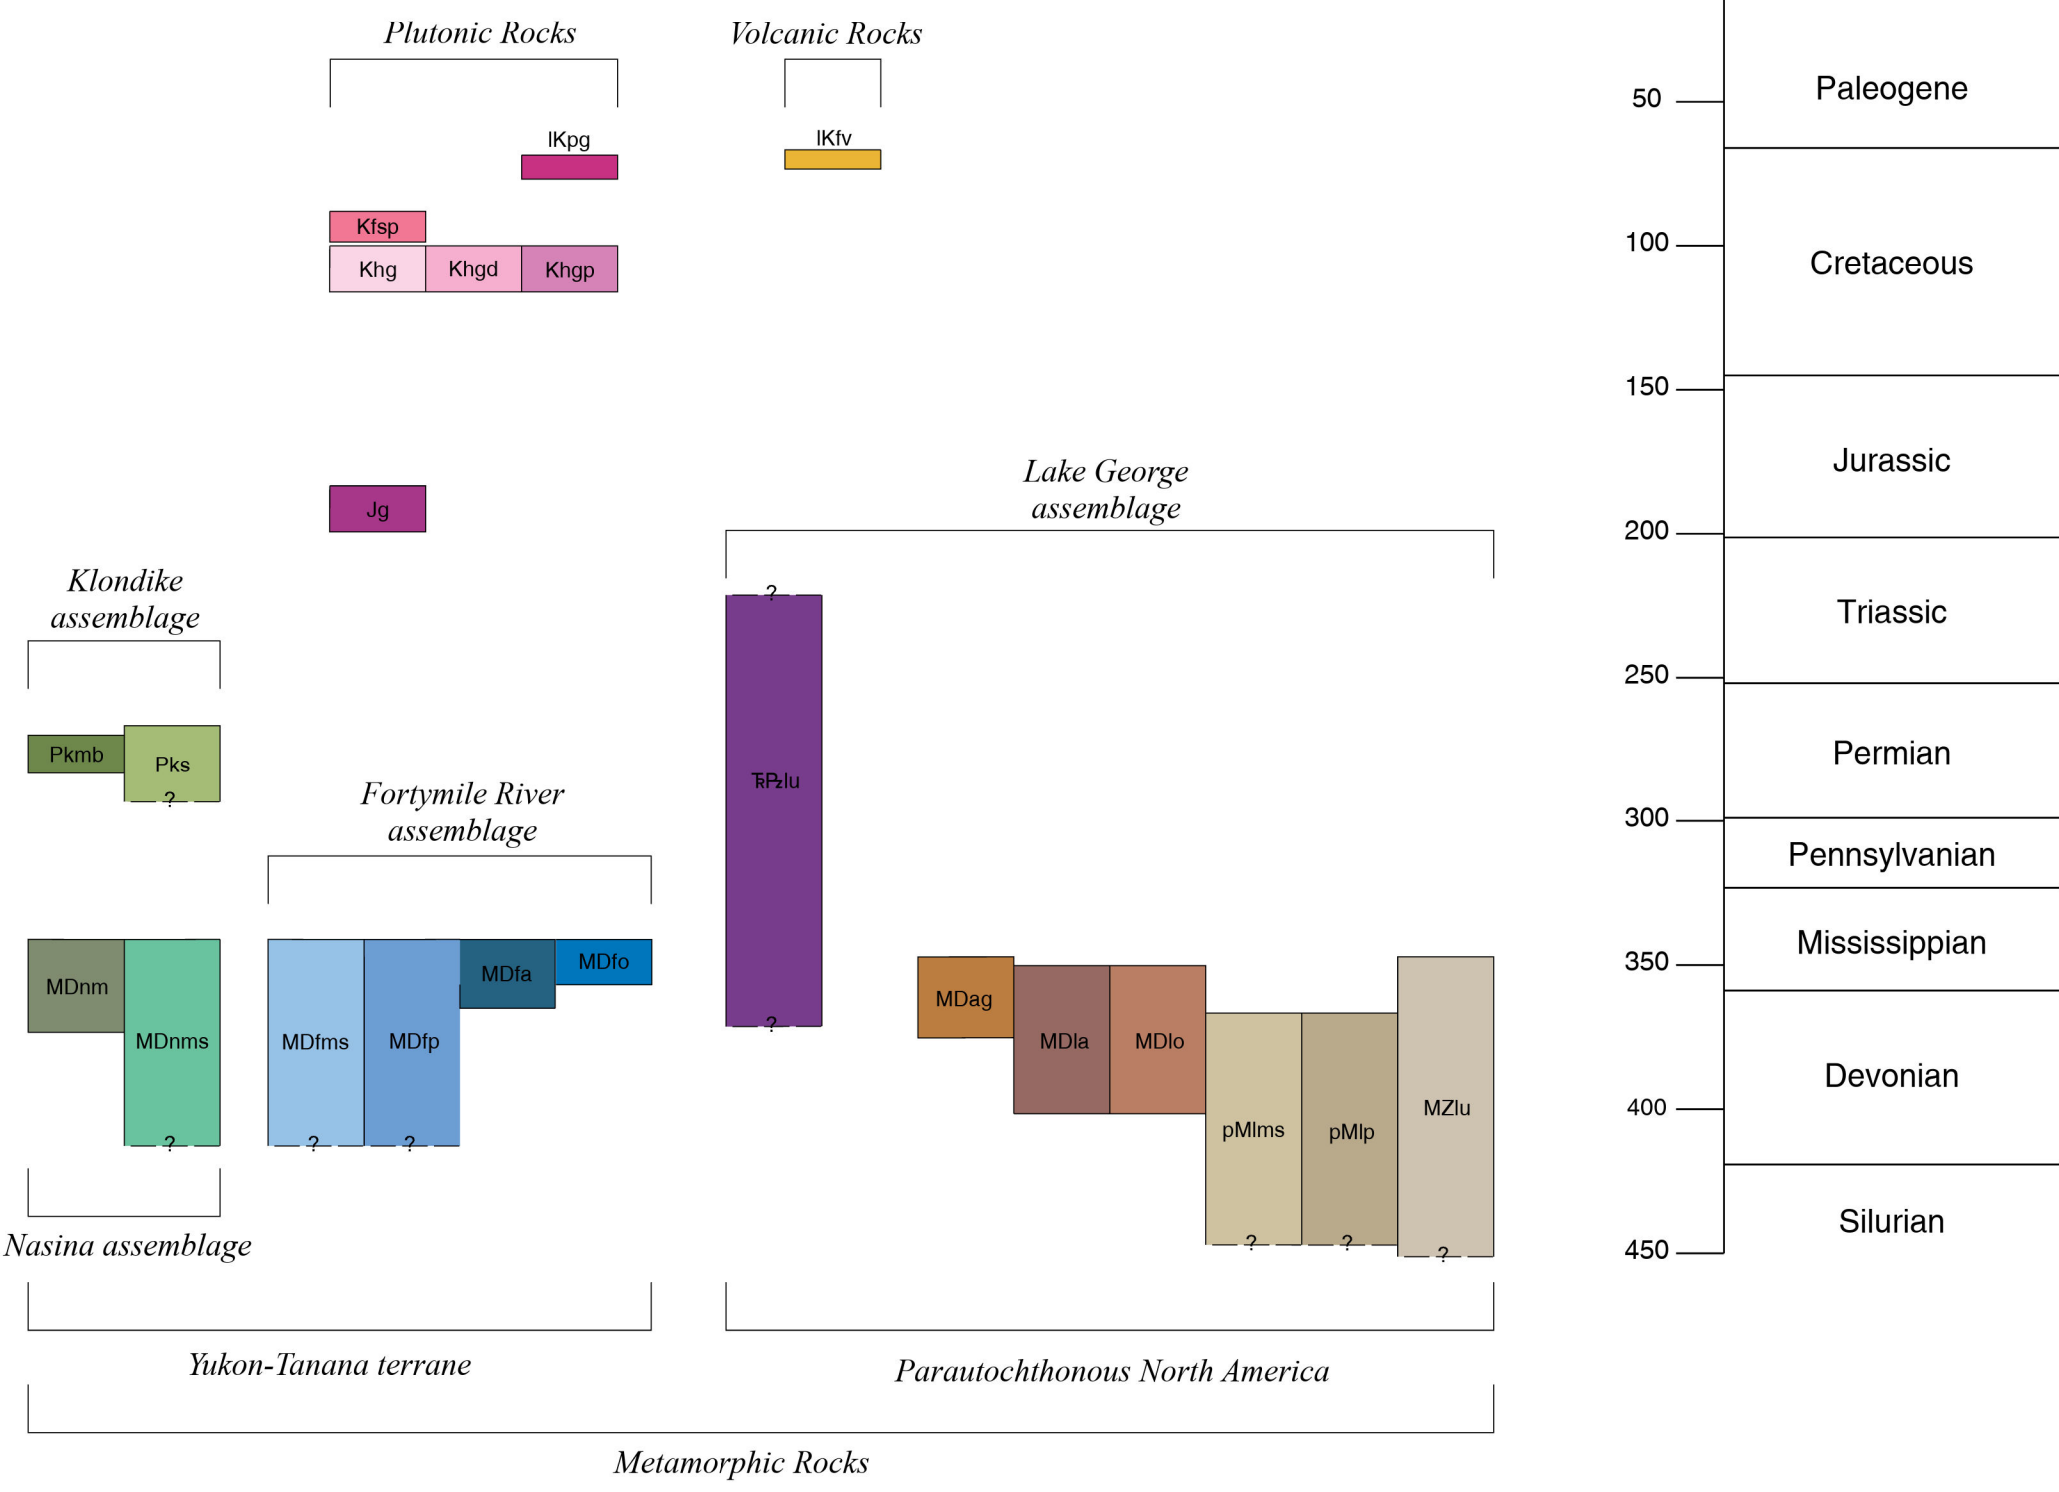 Plutonic Rocks
Volcanic Rocks
50
Paleogene
lKpg
lKfv
Kfsp
100
Khg
Khgd
Khgp
Cretaceous
150
Jurassic
Lake George
assemblage
Jg
200
Klondike
assemblage
?
Triassic
250
Pkmb
Pks
?
Permian
Fortymile River
assemblage
300
Pennsylvanian
MDnm
MDnms
?
MDfms
?
MDfp
?
MDfa
MDfo
?
MDag
MDla
MDlo
pMlms
?
pMlp
?
MZlu
?
Mississippian
350
Devonian
400
Silurian
450
Nasina assemblage
Yukon-Tanana terrane
Parautochthonous North America
Metamorphic Rocks